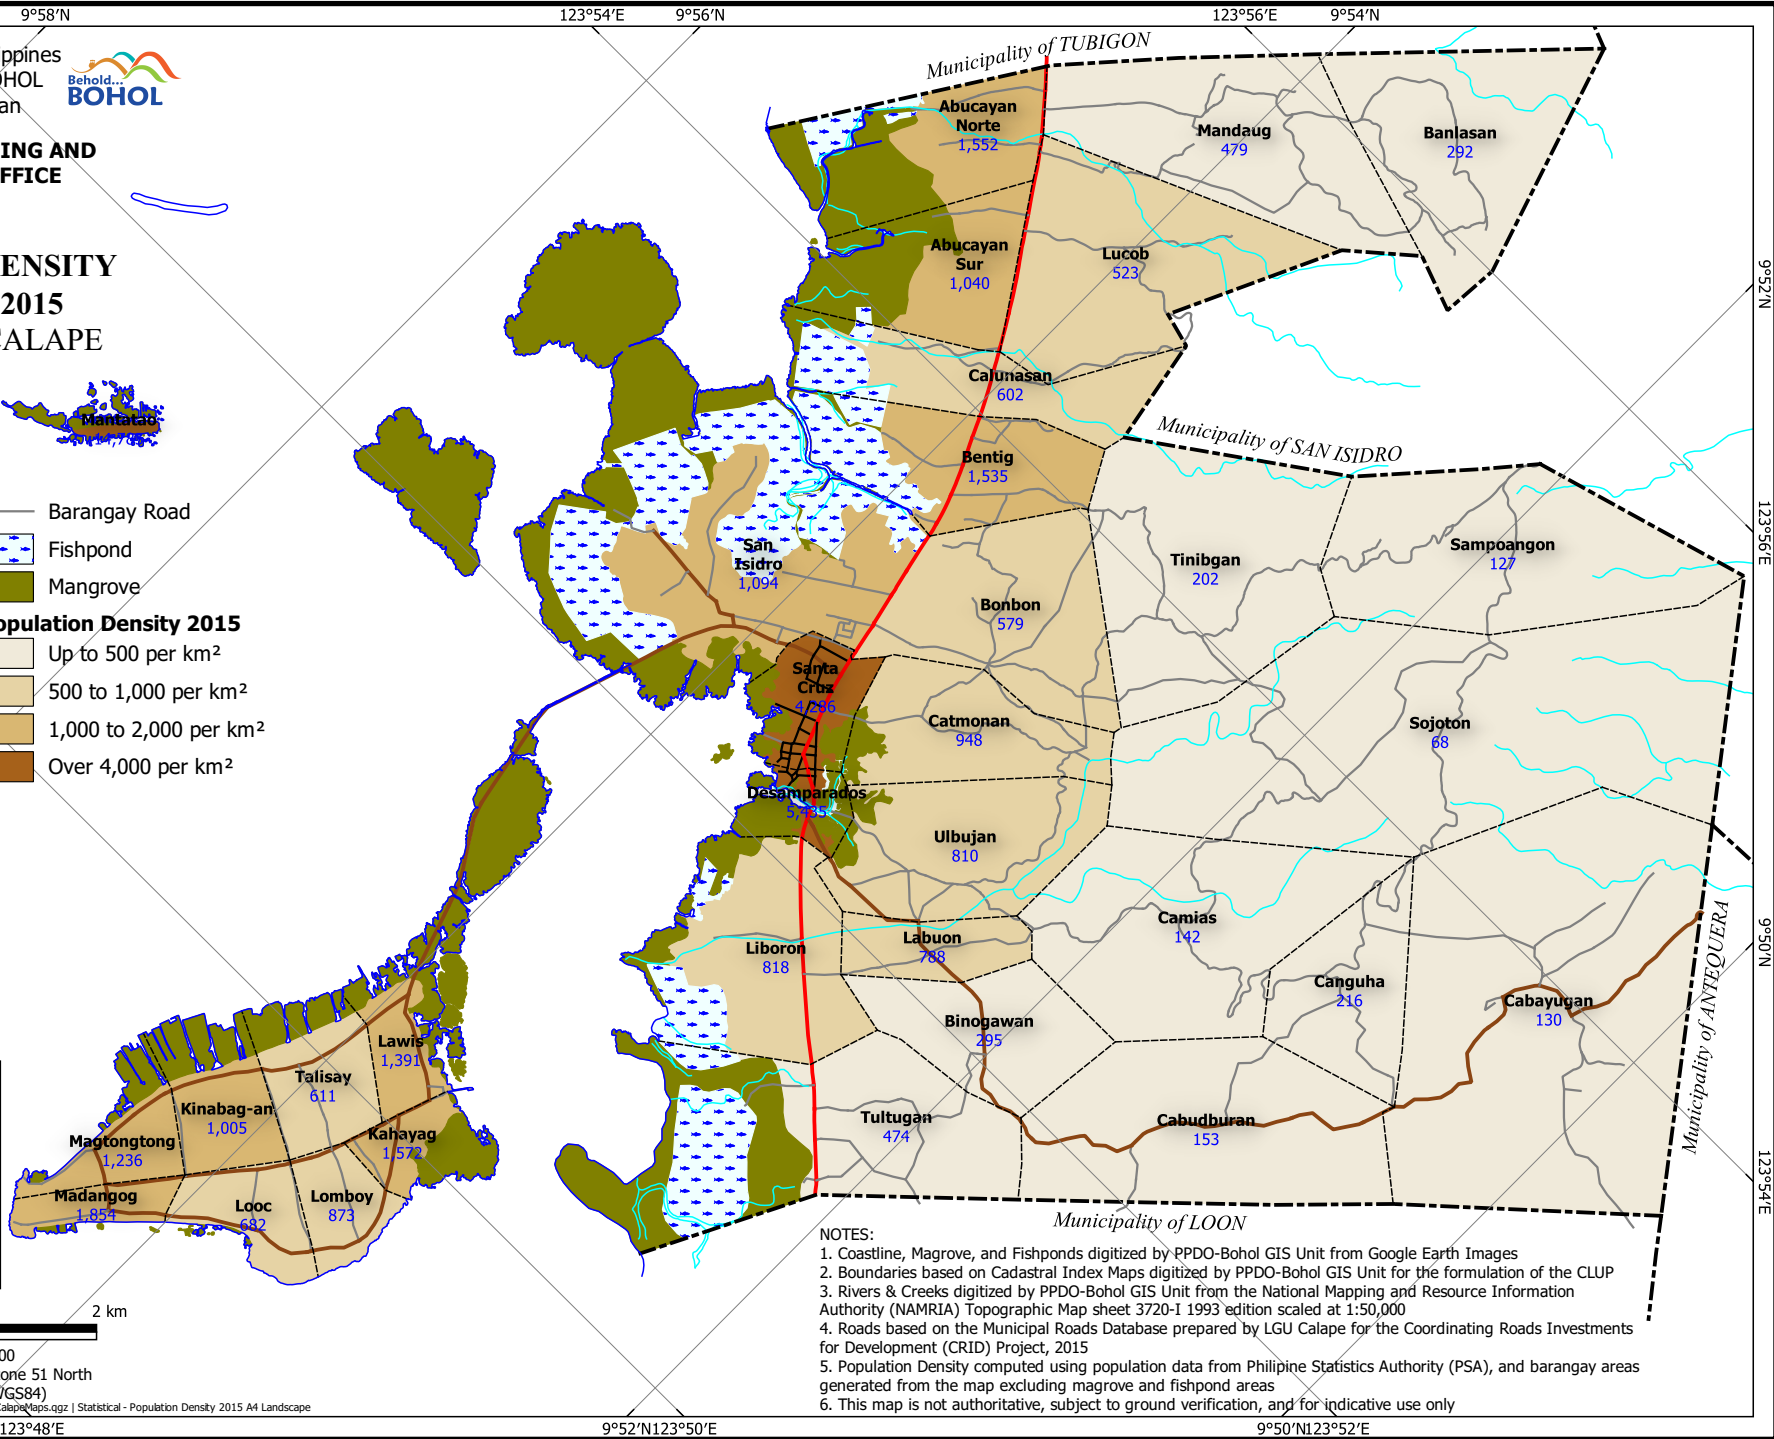 9°58'N
123°54'E
9°56'N
123°56'E
9°54'N
ppines
OHOL
an
Behold...
BOHOL
ING AND
FFICE
ENSITY
2015
CALAPE
Municipality of TUBIGON
Abucayan
Norte
1,552
Mandaug
479
Banlasan
292
Abucayan
Sur
1,040
Lucob
523
9°52'N
Calunasan
602
Mantatao
Municipality of SAN ISIDRO
Bentig
1,535
Barangay Road
Fishpond
Mangrove
opulation Density 2015
Up to 500 per km²
500 to 1,000 per km²
1,000 to 2,000 per km²
Over 4,000 per km²
San
Isidro
1,094
Tinibgan
202
Sampoangon
127
123°56'E
Bonbon
579
Santa
Cruz
4,286
Catmonan
948
Sojoton
68
Desamparados
5,435
Ulbujan
810
Camias
142
Liboron
818
Labuon
788
9°50'N
Canguha
216
Cabayugan
130
Municipality of ANTEQUERA
Binogawan
295
Lawis
1,391
Talisay
611
Kinabag-an
1,005
Kahayag
1,572
Magtongtong
1,236
Tultugan
474
Cabudburan
153
Madangog
1,854
Looc
682
Lomboy
873
123°54'E
Municipality of LOON
NOTES:
1. Coastline, Magrove, and Fishponds digitized by PPDO-Bohol GIS Unit from Google Earth Images
2. Boundaries based on Cadastral Index Maps digitized by PPDO-Bohol GIS Unit for the formulation of the CLUP
3. Rivers & Creeks digitized by PPDO-Bohol GIS Unit from the National Mapping and Resource Information
Authority (NAMRIA) Topographic Map sheet 3720-I 1993 edition scaled at 1:50,000
4. Roads based on the Municipal Roads Database prepared by LGU Calape for the Coordinating Roads Investments
for Development (CRID) Project, 2015
5. Population Density computed using population data from Philipine Statistics Authority (PSA), and barangay areas
generated from the map excluding magrove and fishpond areas
6. This map is not authoritative, subject to ground verification, and for indicative use only
2 km
00
one 51 North
WGS84)
CalapeMaps.qgz | Statistical - Population Density 2015 A4 Landscape
123°48'E
9°52'N
123°50'E
9°50'N
123°52'E